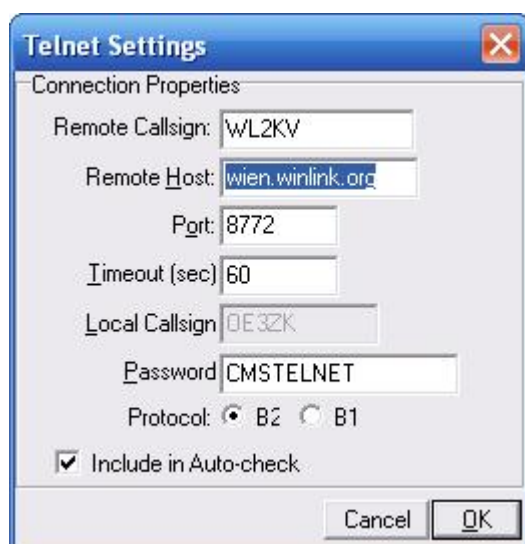 Telnet Settings
Connection Properties
Remote Callsign: WL2KV
Remote Host: wien.winlink.org
Port: 8772
Timeout (sec) 60
Local Callsign OE3ZK
Password CMSTELNET
Protocol: B2 B1
Include in Auto-check
Cancel OK